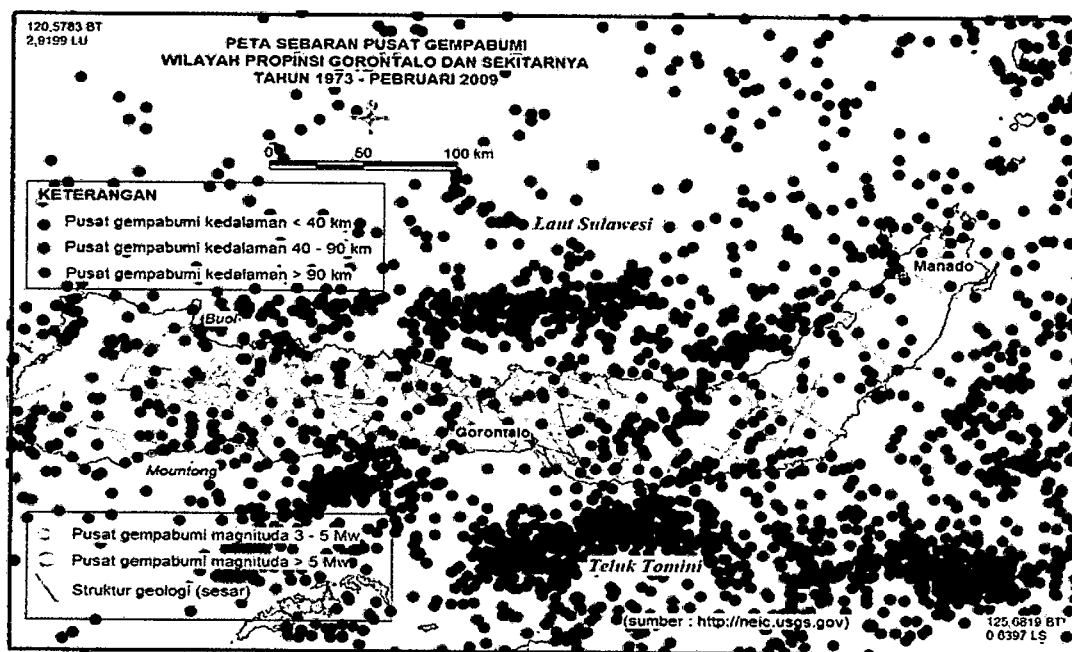 120,5783 BT
2,9199 LU
PETA SEBARAN PUSAT GEMPABUMI
WILAYAH PROPINSI GORONTALO DAN SEKITARNYA
TAHUN 1973 - PEBRUARI 2009
0 50 100 km
KETERANGAN
Pusat gempabumi kedalaman < 40 km
Pusat gempabumi kedalaman 40 - 90 km
Pusat gempabumi kedalaman > 90 km
Laut Sulawesi
Manado
Buol
Gorontalo
Mountong
Pusat gempabumi magnituda 3 - 5 Mw
Pusat gempabumi magnituda > 5 Mw
Struktur geologi (sesar)
Teluk Tomini
(sumber : http://neic.usgs.gov)
125,6819 BT
0 6397 LS